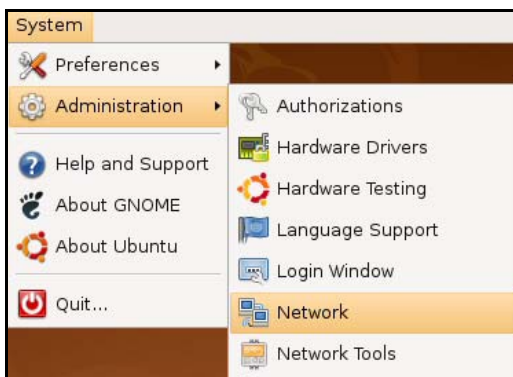 System
Preferences
Administration
Help and Support
About GNOME
About Ubuntu
Quit...
Authorizations
Hardware Drivers
Hardware Testing
Language Support
Login Window
Network
Network Tools